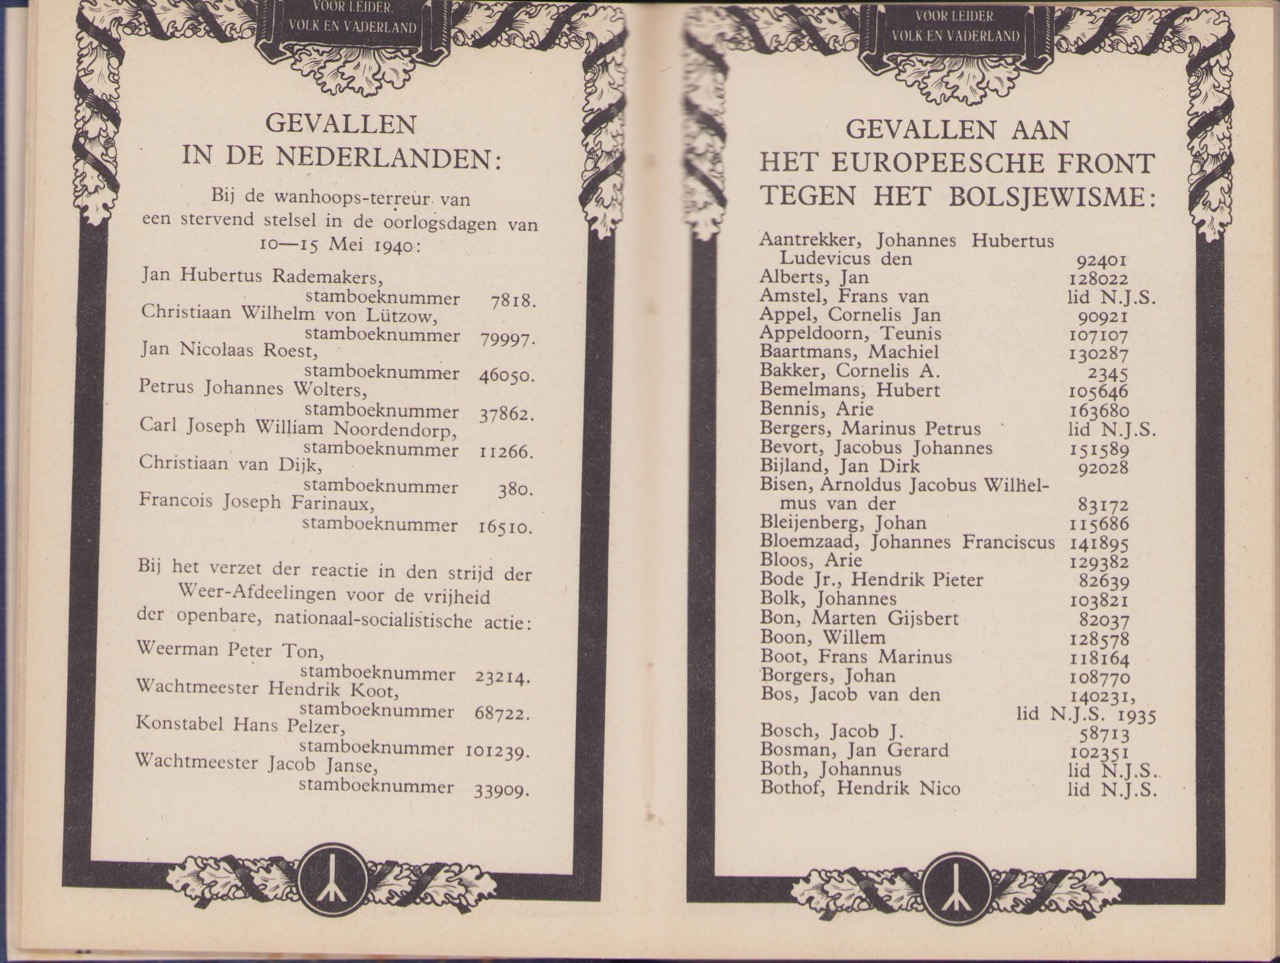 VOOR LEIDER.
VOLK EN VADERLAND
GEVALLEN
IN DE NEDERLANDEN:
Bij de wanhoops-terreur van
een stervend stelsel in de oorlogsdagen van
10—15 Mei 1940:
Jan Hubertus Rademakers,
stamboeknummer 7818.
Christiaan Wilhelm von Lützow,
stamboeknummer 79997.
Jan Nicolaas Roest,
stamboeknummer 46050.
Petrus Johannes Wolters,
stamboeknummer 37862.
Carl Joseph William Noordendorp,
stamboeknummer 11266.
Christiaan van Dijk,
stamboeknummer 380.
Francois Joseph Farinaux,
stamboeknummer 16510.
Bij het verzet der reactie in den strijd der
Weer-Afdeelingen voor de vrijheid
der openbare, nationaal-socialistische actie:
Weerman Peter Ton,
stamboeknummer 23214.
Wachtmeester Hendrik Koot,
stamboeknummer 68722.
Konstabel Hans Pelzer,
stamboeknummer 101239.
Wachtmeester Jacob Janse,
stamboeknummer 33909.
VOOR LEIDER.
VOLK EN VADERLAND
GEVALLEN AAN
HET EUROPEESCHE FRONT
TEGEN HET BOLSJEWISME:
Aantrekker, Johannes Hubertus
Ludevicus den 92401
Alberts, Jan 128022
Amstel, Frans van lid N.J.S.
Appel, Cornelis Jan 90921
Appeldoorn, Teunis 107107
Baartmans, Machiel 130287
Bakker, Cornelis A. 2345
Bemelmans, Hubert 105646
Bennis, Arie 163680
Bergers, Marinus Petrus lid N.J.S.
Bevort, Jacobus Johannes 151589
Bijland, Jan Dirk 92028
Bisen, Arnoldus Jacobus Wilhel-
mus van der 83172
Bleijenberg, Johan 115686
Bloemzaad, Johannes Franciscus 141895
Bloos, Arie 129382
Bode Jr., Hendrik Pieter 82639
Bolk, Johannes 103821
Bon, Marten Gijsbert 82037
Boon, Willem 128578
Boot, Frans Marinus 118164
Borgers, Johan 108770
Bos, Jacob van den 140231,
lid N.J.S. 1935
Bosch, Jacob J. 58713
Bosman, Jan Gerard 102351
Both, Johannus lid N.J.S.
Bothof, Hendrik Nico lid N.J.S.